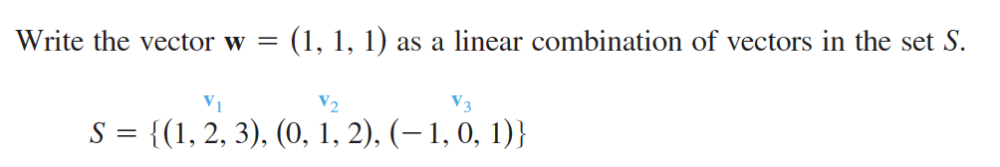 Write the vector w = (1, 1, 1) as a linear combination of vectors in the set S.
v₁ v₂ v₃
S = {(1, 2, 3), (0, 1, 2), (−1, 0, 1)}